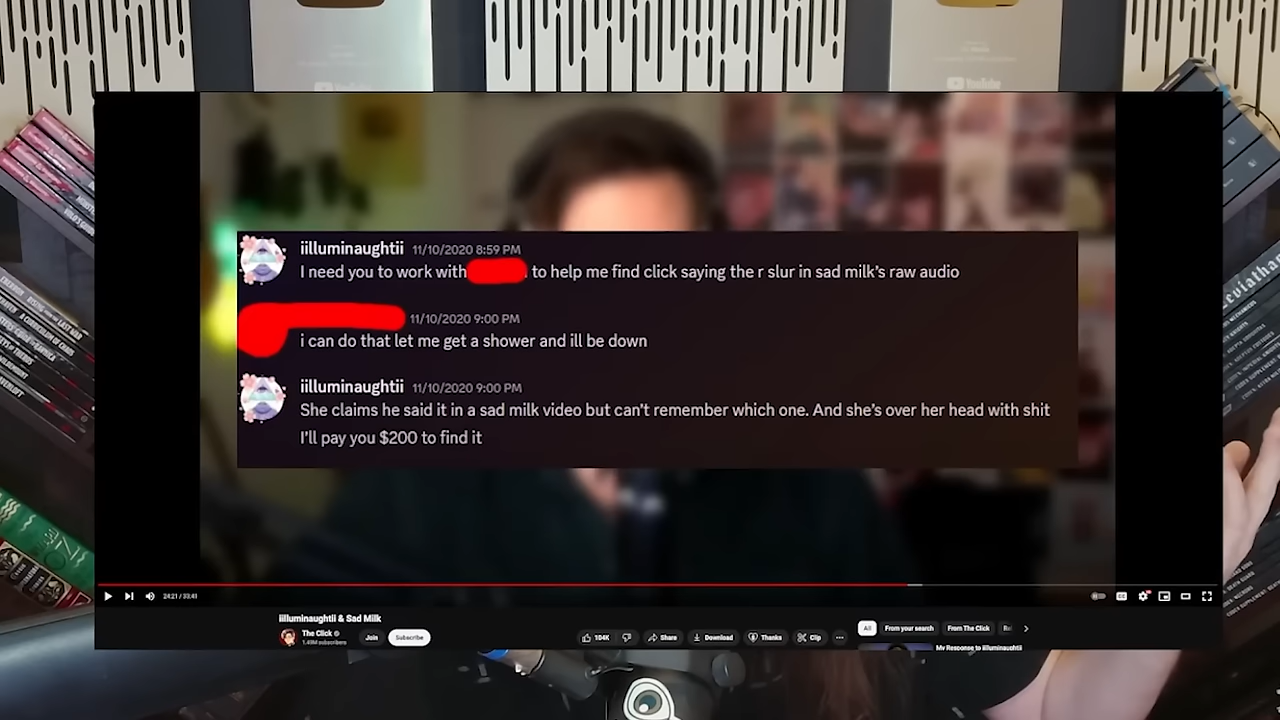 YouTube
YouTube
iilluminaughtii 11/10/2020 8:59 PM
I need you to work with to help me find click saying the r slur in sad milk's raw audio
11/10/2020 9:00 PM
i can do that let me get a shower and ill be down
iilluminaughtii 11/10/2020 9:00 PM
She claims he said it in a sad milk video but can't remember which one. And she's over her head with shit
I'll pay you $200 to find it
24:21 / 33:41
iilluminaughtii & Sad Milk
The Click
1.49M subscribers
Join
Subscribe
104K
Share
Download
Thanks
Clip
All
From your search
From The Click
My Response to iilluminaughtii
Leviathan